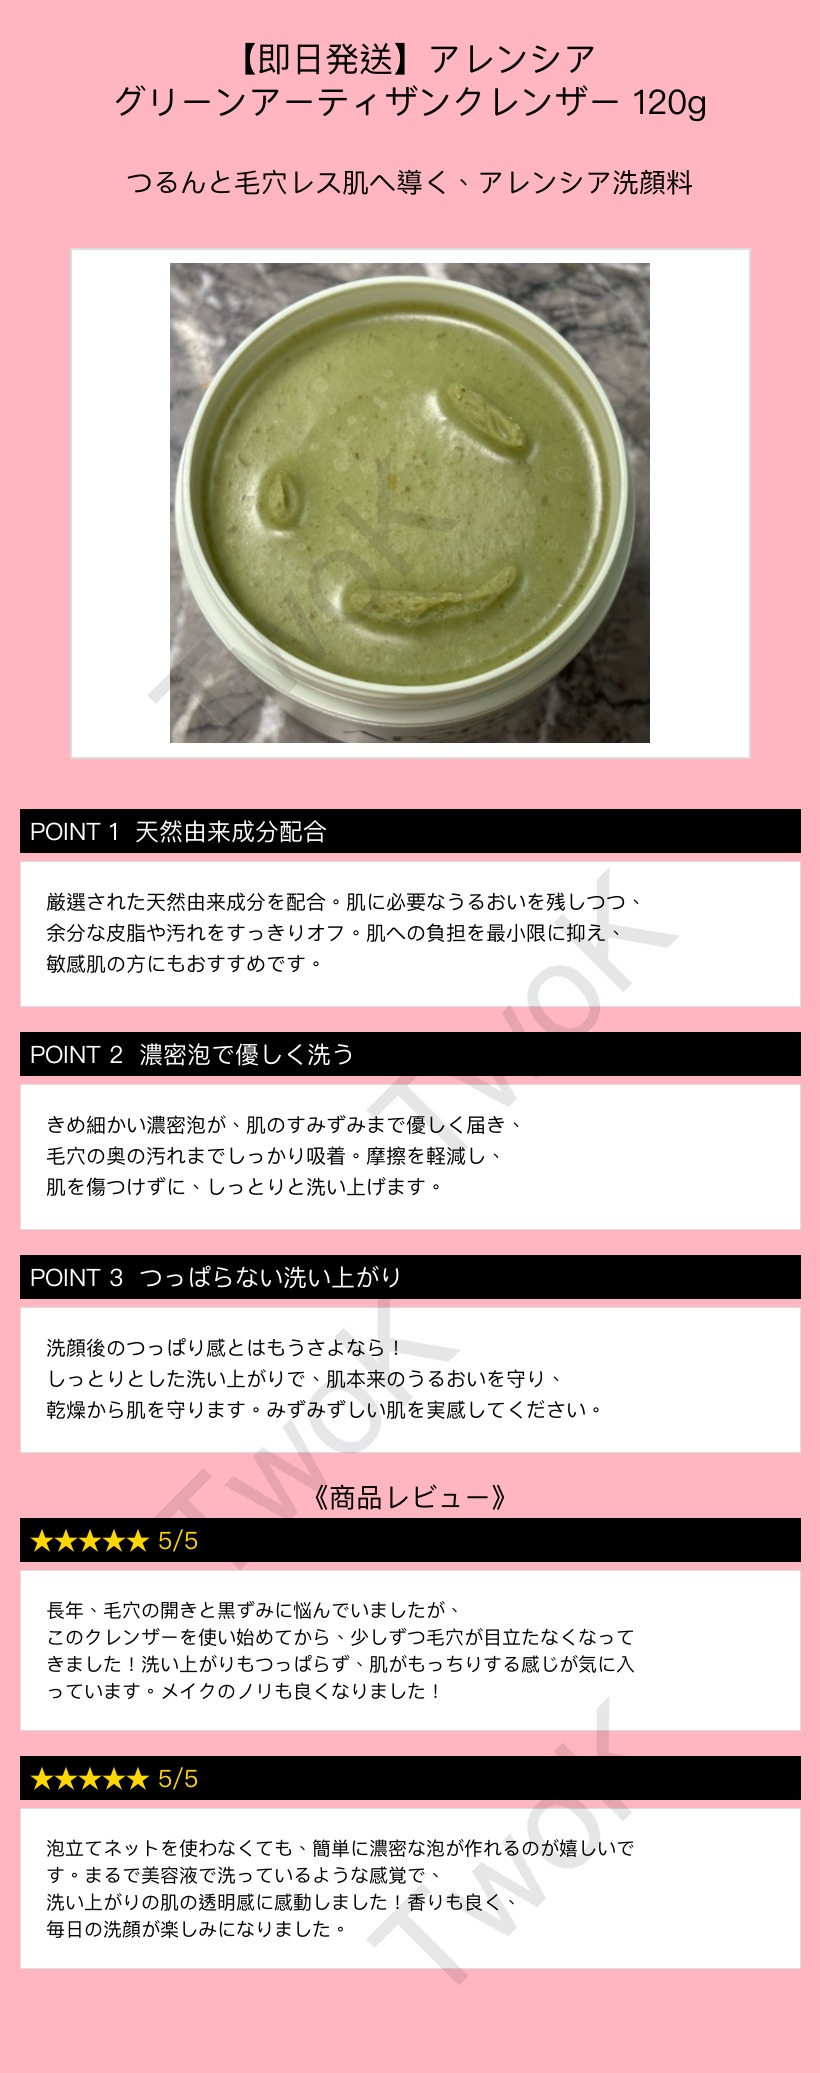 【即日発送】アレンシア
グリーンアーティザンクレンザー 120g
つるんと毛穴レス肌へ導く、アレンシア洗顔料
TwoK
POINT 1 天然由来成分配合
厳選された天然由来成分を配合。肌に必要なうるおいを残しつつ、
余分な皮脂や汚れをすっきりオフ。肌への負担を最小限に抑え、
敏感肌の方にもおすすめです。
TwoK
POINT 2 濃密泡で優しく洗う
きめ細かい濃密泡が、肌のすみずみまで優しく届き、
毛穴の奥の汚れまでしっかり吸着。摩擦を軽減し、
肌を傷つけずに、しっとりと洗い上げます。
POINT 3 つっぱらない洗い上がり
洗顔後のつっぱり感とはもうさよなら！
しっとりとした洗い上がりで、肌本来のうるおいを守り、
乾燥から肌を守ります。みずみずしい肌を実感してください。
TwoK
《商品レビュー》
★★★★★ 5/5
長年、毛穴の開きと黒ずみに悩んでいましたが、
このクレンザーを使い始めてから、少しずつ毛穴が目立たなくなって
きました！洗い上がりもつっぱらず、肌がもっちりする感じが気に入
っています。メイクのノリも良くなりました！
★★★★★ 5/5
泡立てネットを使わなくても、簡単に濃密な泡が作れるのが嬉しいで
す。まるで美容液で洗っているような感覚で、
洗い上がりの肌の透明感に感動しました！香りも良く、
毎日の洗顔が楽しみになりました。
TwoK